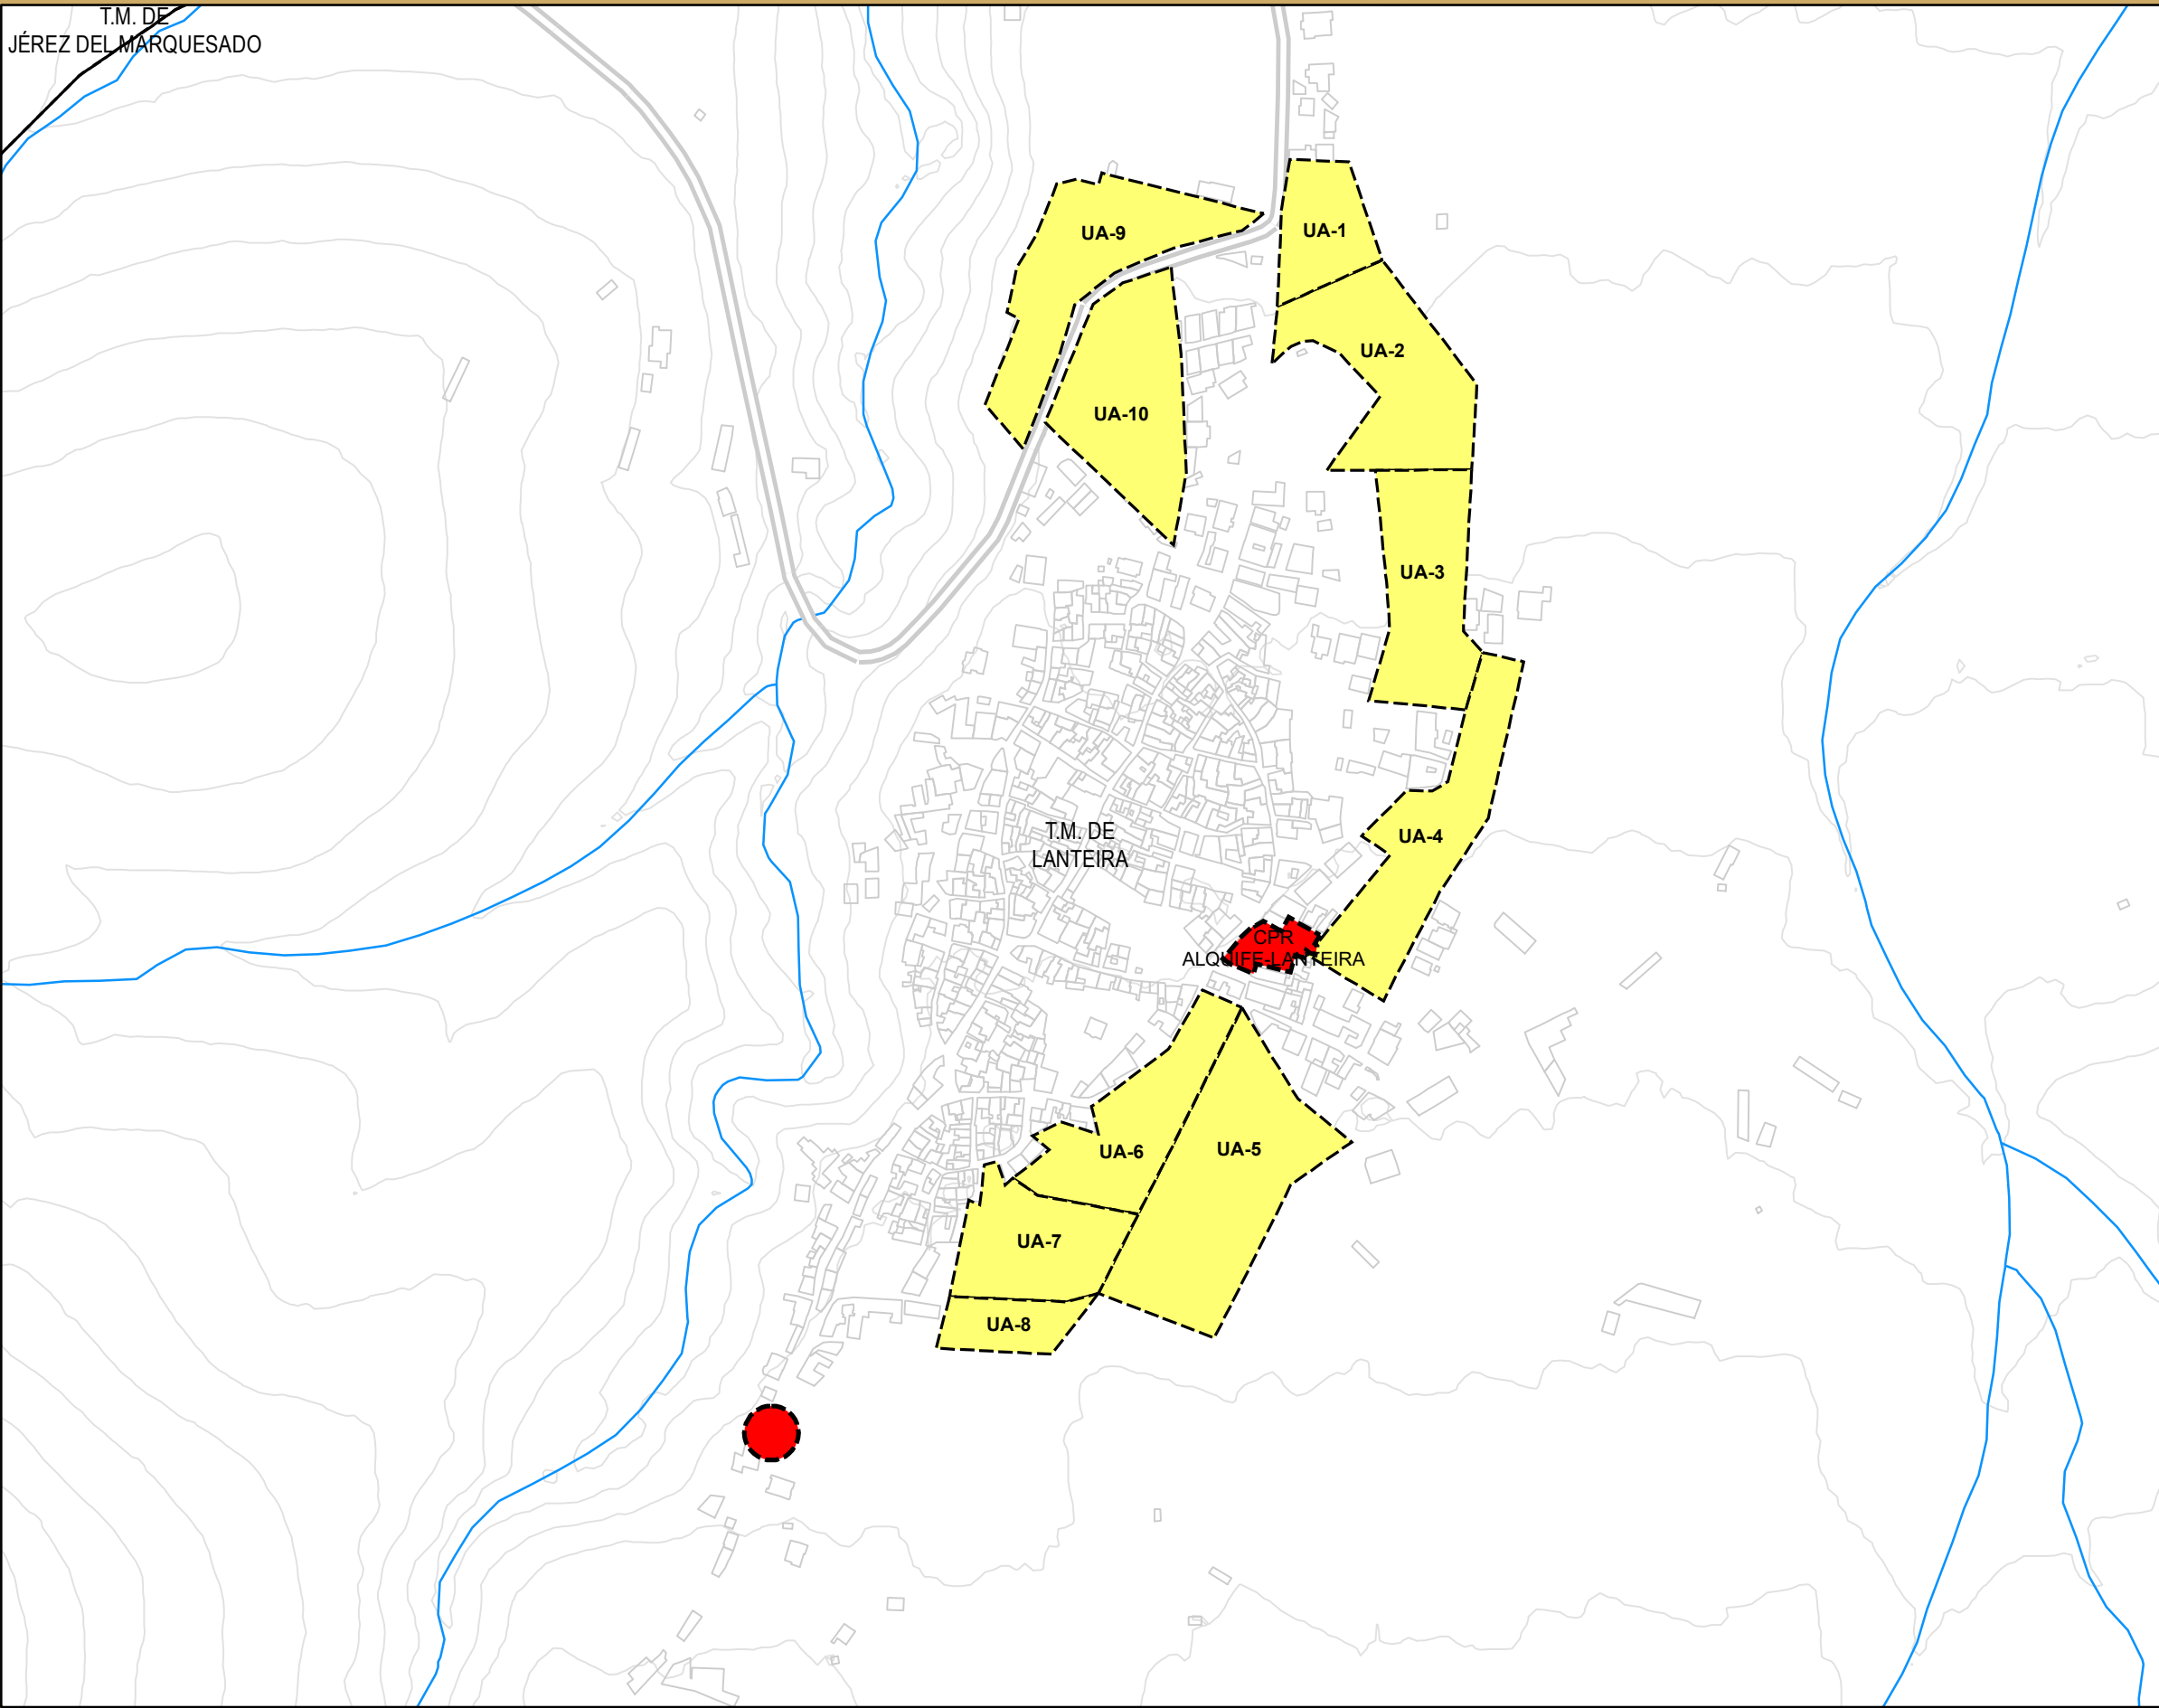 T.M. DE
JÉREZ DEL MARQUESADO
UA-9
UA-1
UA-2
UA-10
UA-3
T.M. DE
LANTEIRA
UA-4
CPR
ALQUIFE-LANTEIRA
UA-6
UA-5
UA-7
UA-8